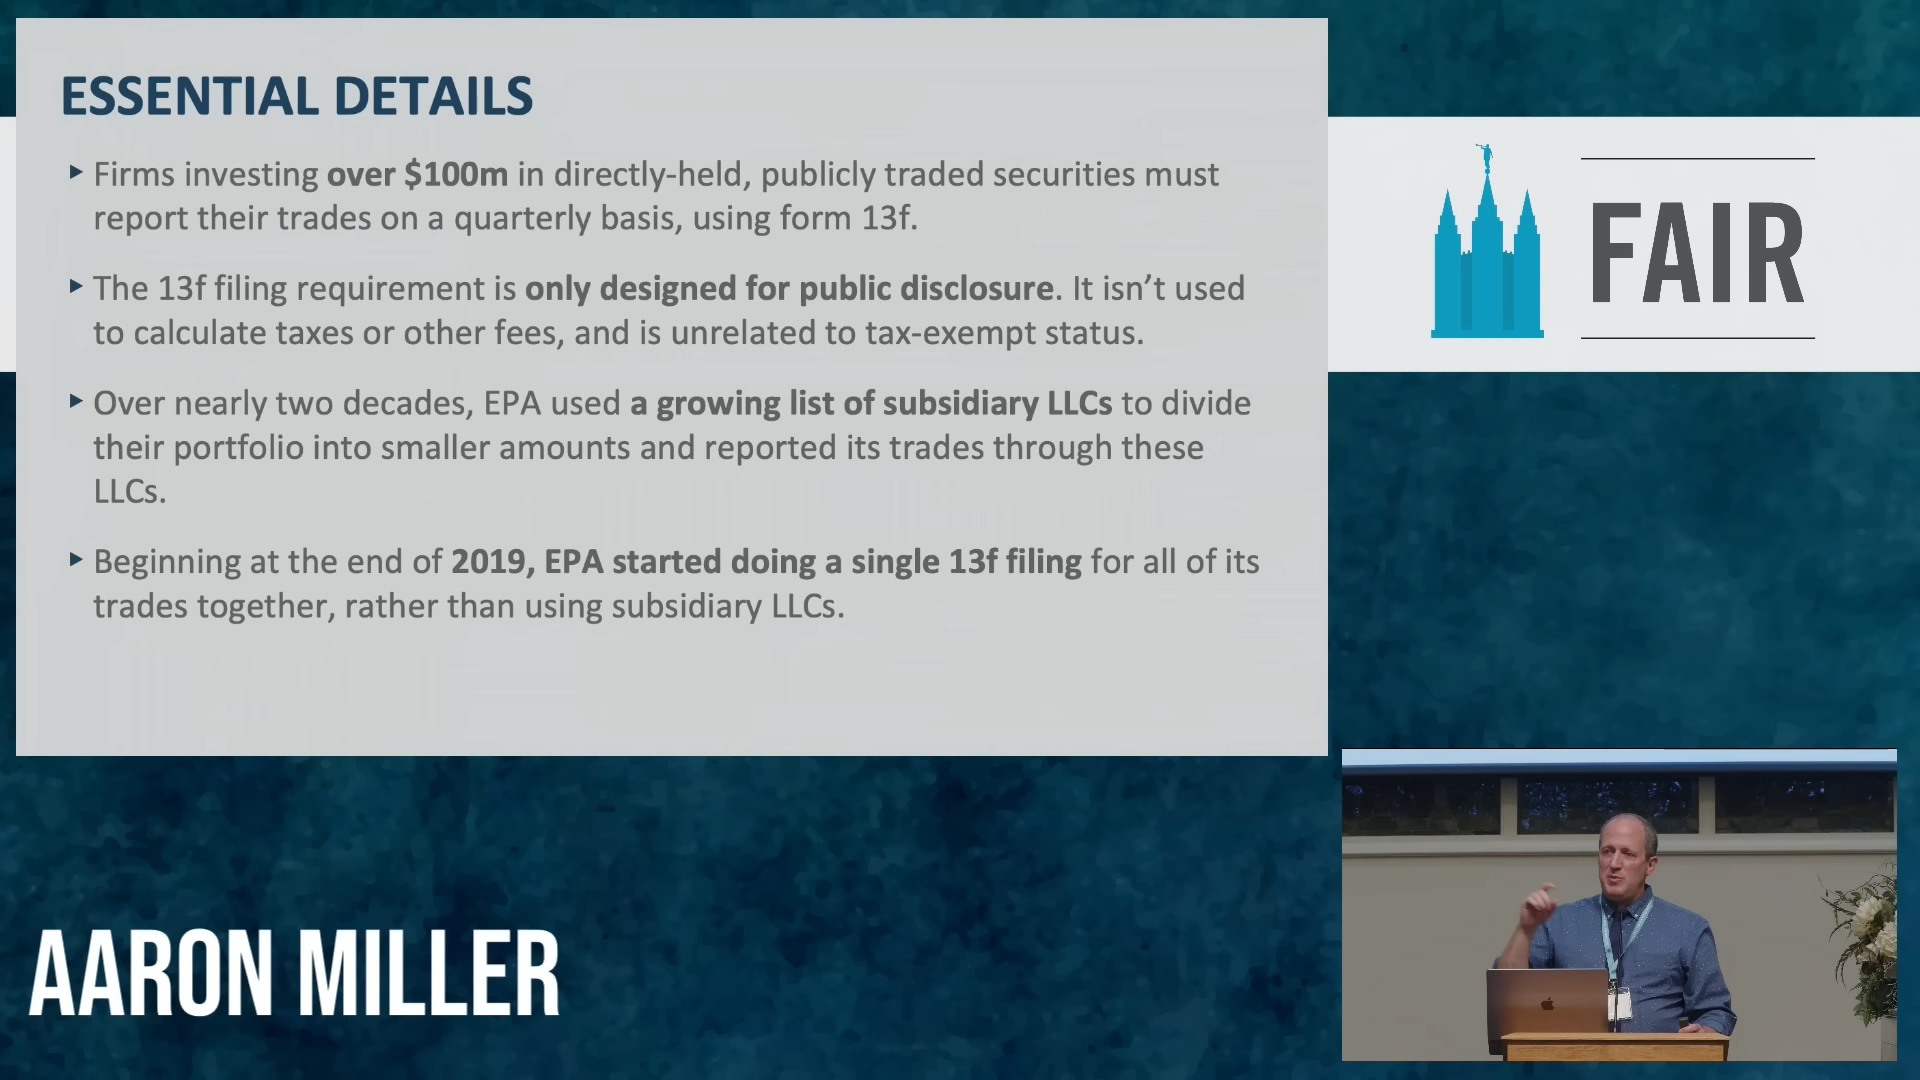 ESSENTIAL DETAILS
Firms investing over $100m in directly-held, publicly traded securities must
report their trades on a quarterly basis, using form 13f.
The 13f filing requirement is only designed for public disclosure. It isn’t used
to calculate taxes or other fees, and is unrelated to tax-exempt status.
Over nearly two decades, EPA used a growing list of subsidiary LLCs to divide
their portfolio into smaller amounts and reported its trades through these
LLCs.
Beginning at the end of 2019, EPA started doing a single 13f filing for all of its
trades together, rather than using subsidiary LLCs.
FAIR
AARON MILLER